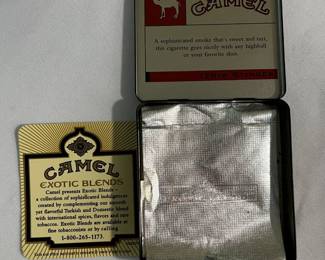 CAMEL
A sophisticated smoke that's sweet and tart,
this cigarette goes nicely with any highball
or your favorite shirt.
CAMEL
EXOTIC BLENDS
Camel presents Exotic Blends –
a collection of sophisticated indulgences
created by complementing our smooth
yet flavorful Turkish and Domestic blend
with international spices, flavors and rare
tobaccos. Exotic Blends are available at
fine tobacconists or by calling
1-800-265-1173.